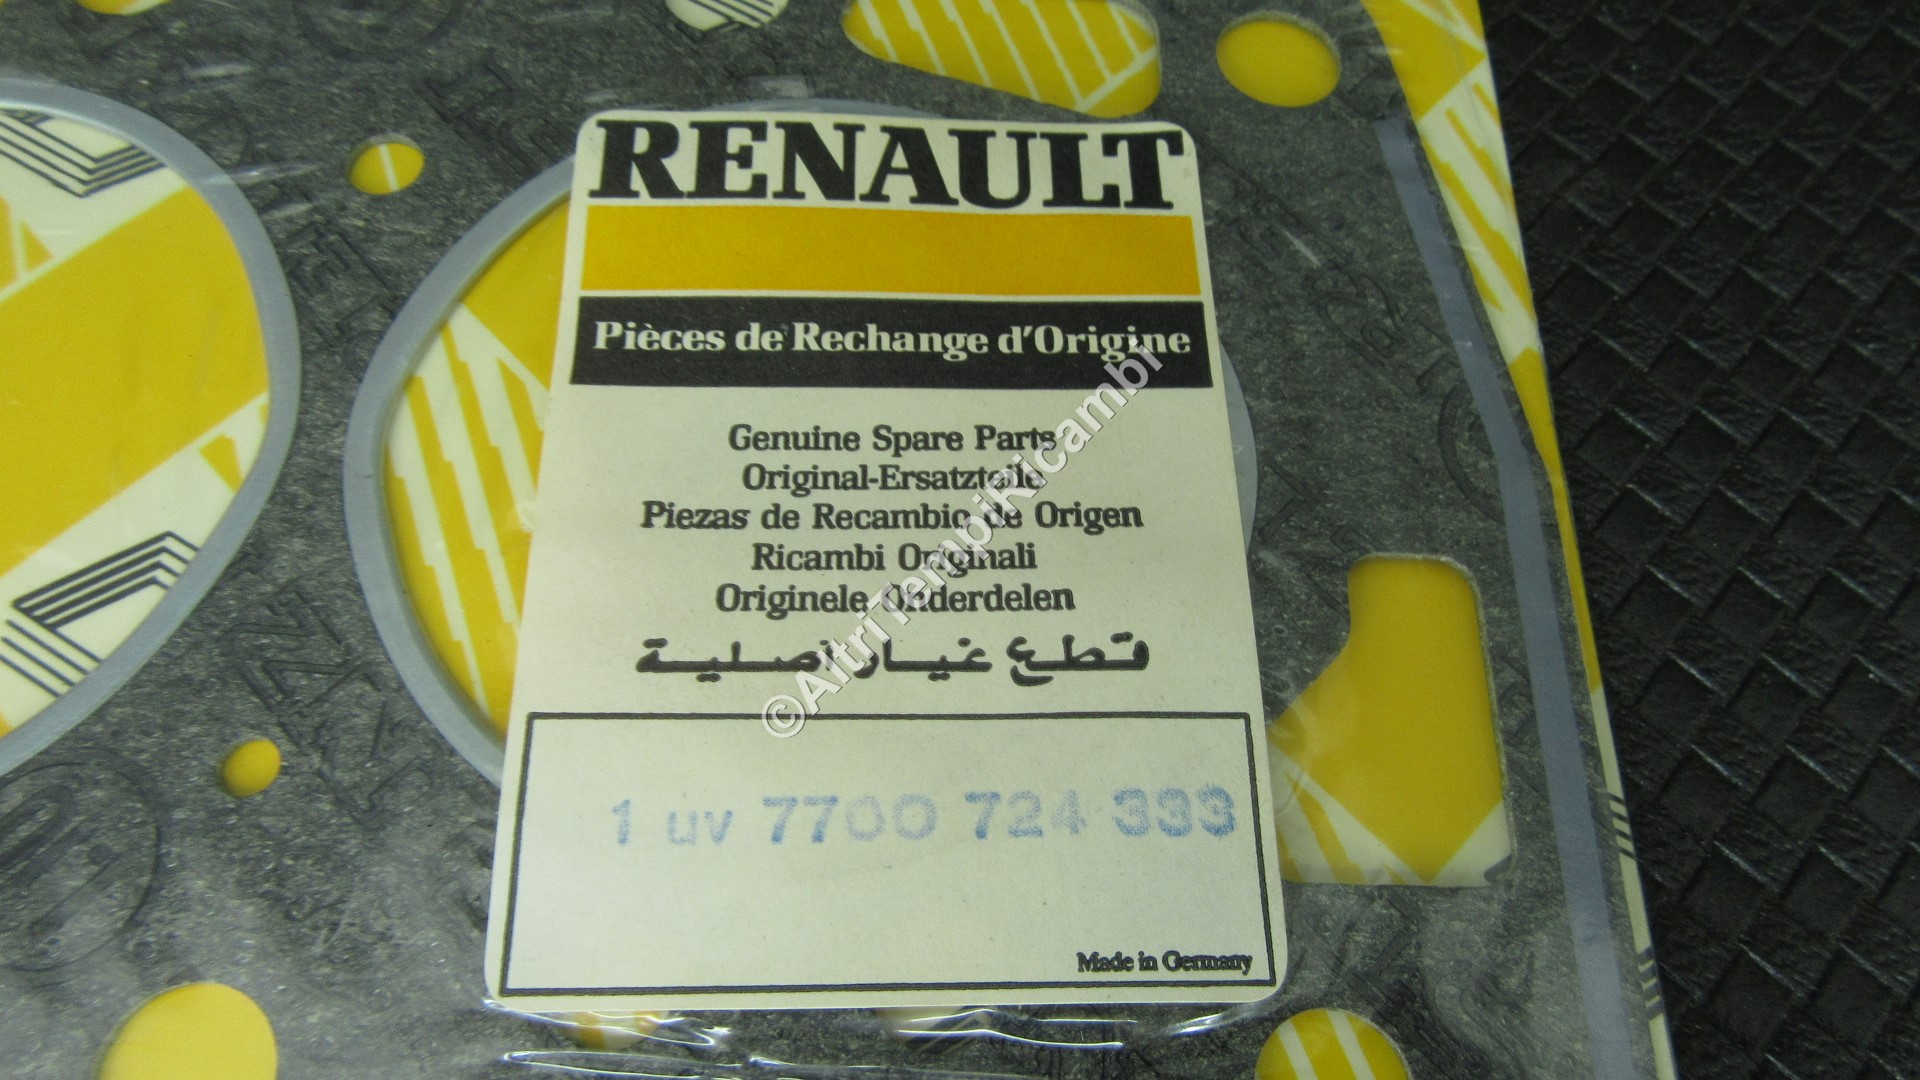 RENAULT
Pièces de Rechange d'Origine
Genuine Spare Parts
Original-Ersatzteile
Piezas de Recambio de Origen
Ricambi Originali
Originele Onderdelen
قطع غيار اصلية
1 uv 7700 724 333
Made in Germany
©AltriTempiRicambi